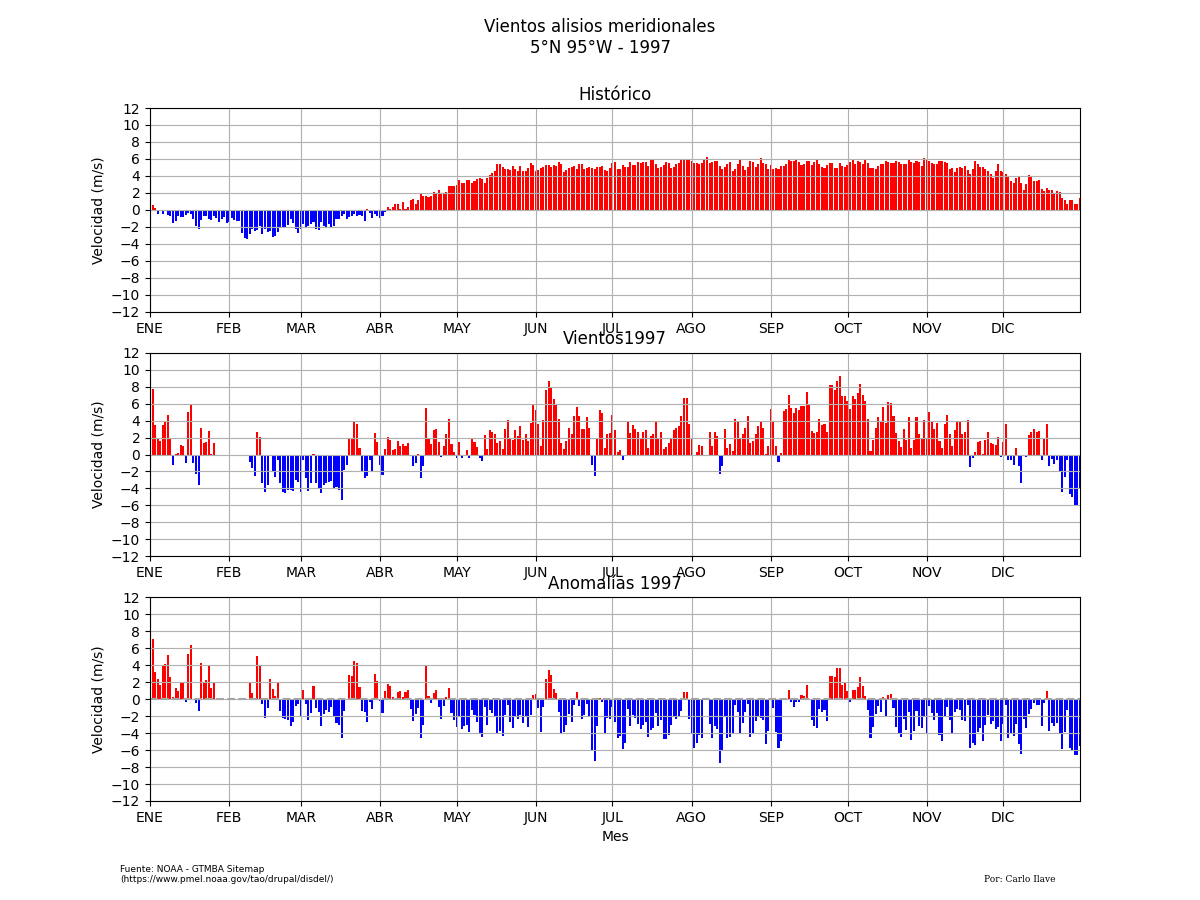 Vientos alisios meridionales
5°N 95°W - 1997
Histórico
12
10
8
6
4
2
0
−2
−4
−6
−8
−10
−12
Velocidad (m/s)
ENE FEB MAR ABR MAY JUN JUL AGO SEP OCT NOV DIC
Vientos1997
12
10
8
6
4
2
0
−2
−4
−6
−8
−10
−12
Velocidad (m/s)
ENE FEB MAR ABR MAY JUN JUL AGO SEP OCT NOV DIC
Anomalías 1997
12
10
8
6
4
2
0
−2
−4
−6
−8
−10
−12
Velocidad (m/s)
ENE FEB MAR ABR MAY JUN JUL AGO SEP OCT NOV DIC
Mes
Fuente: NOAA - GTMBA Sitemap
(https://www.pmel.noaa.gov/tao/drupal/disdel/)
Por: Carlo Ilave